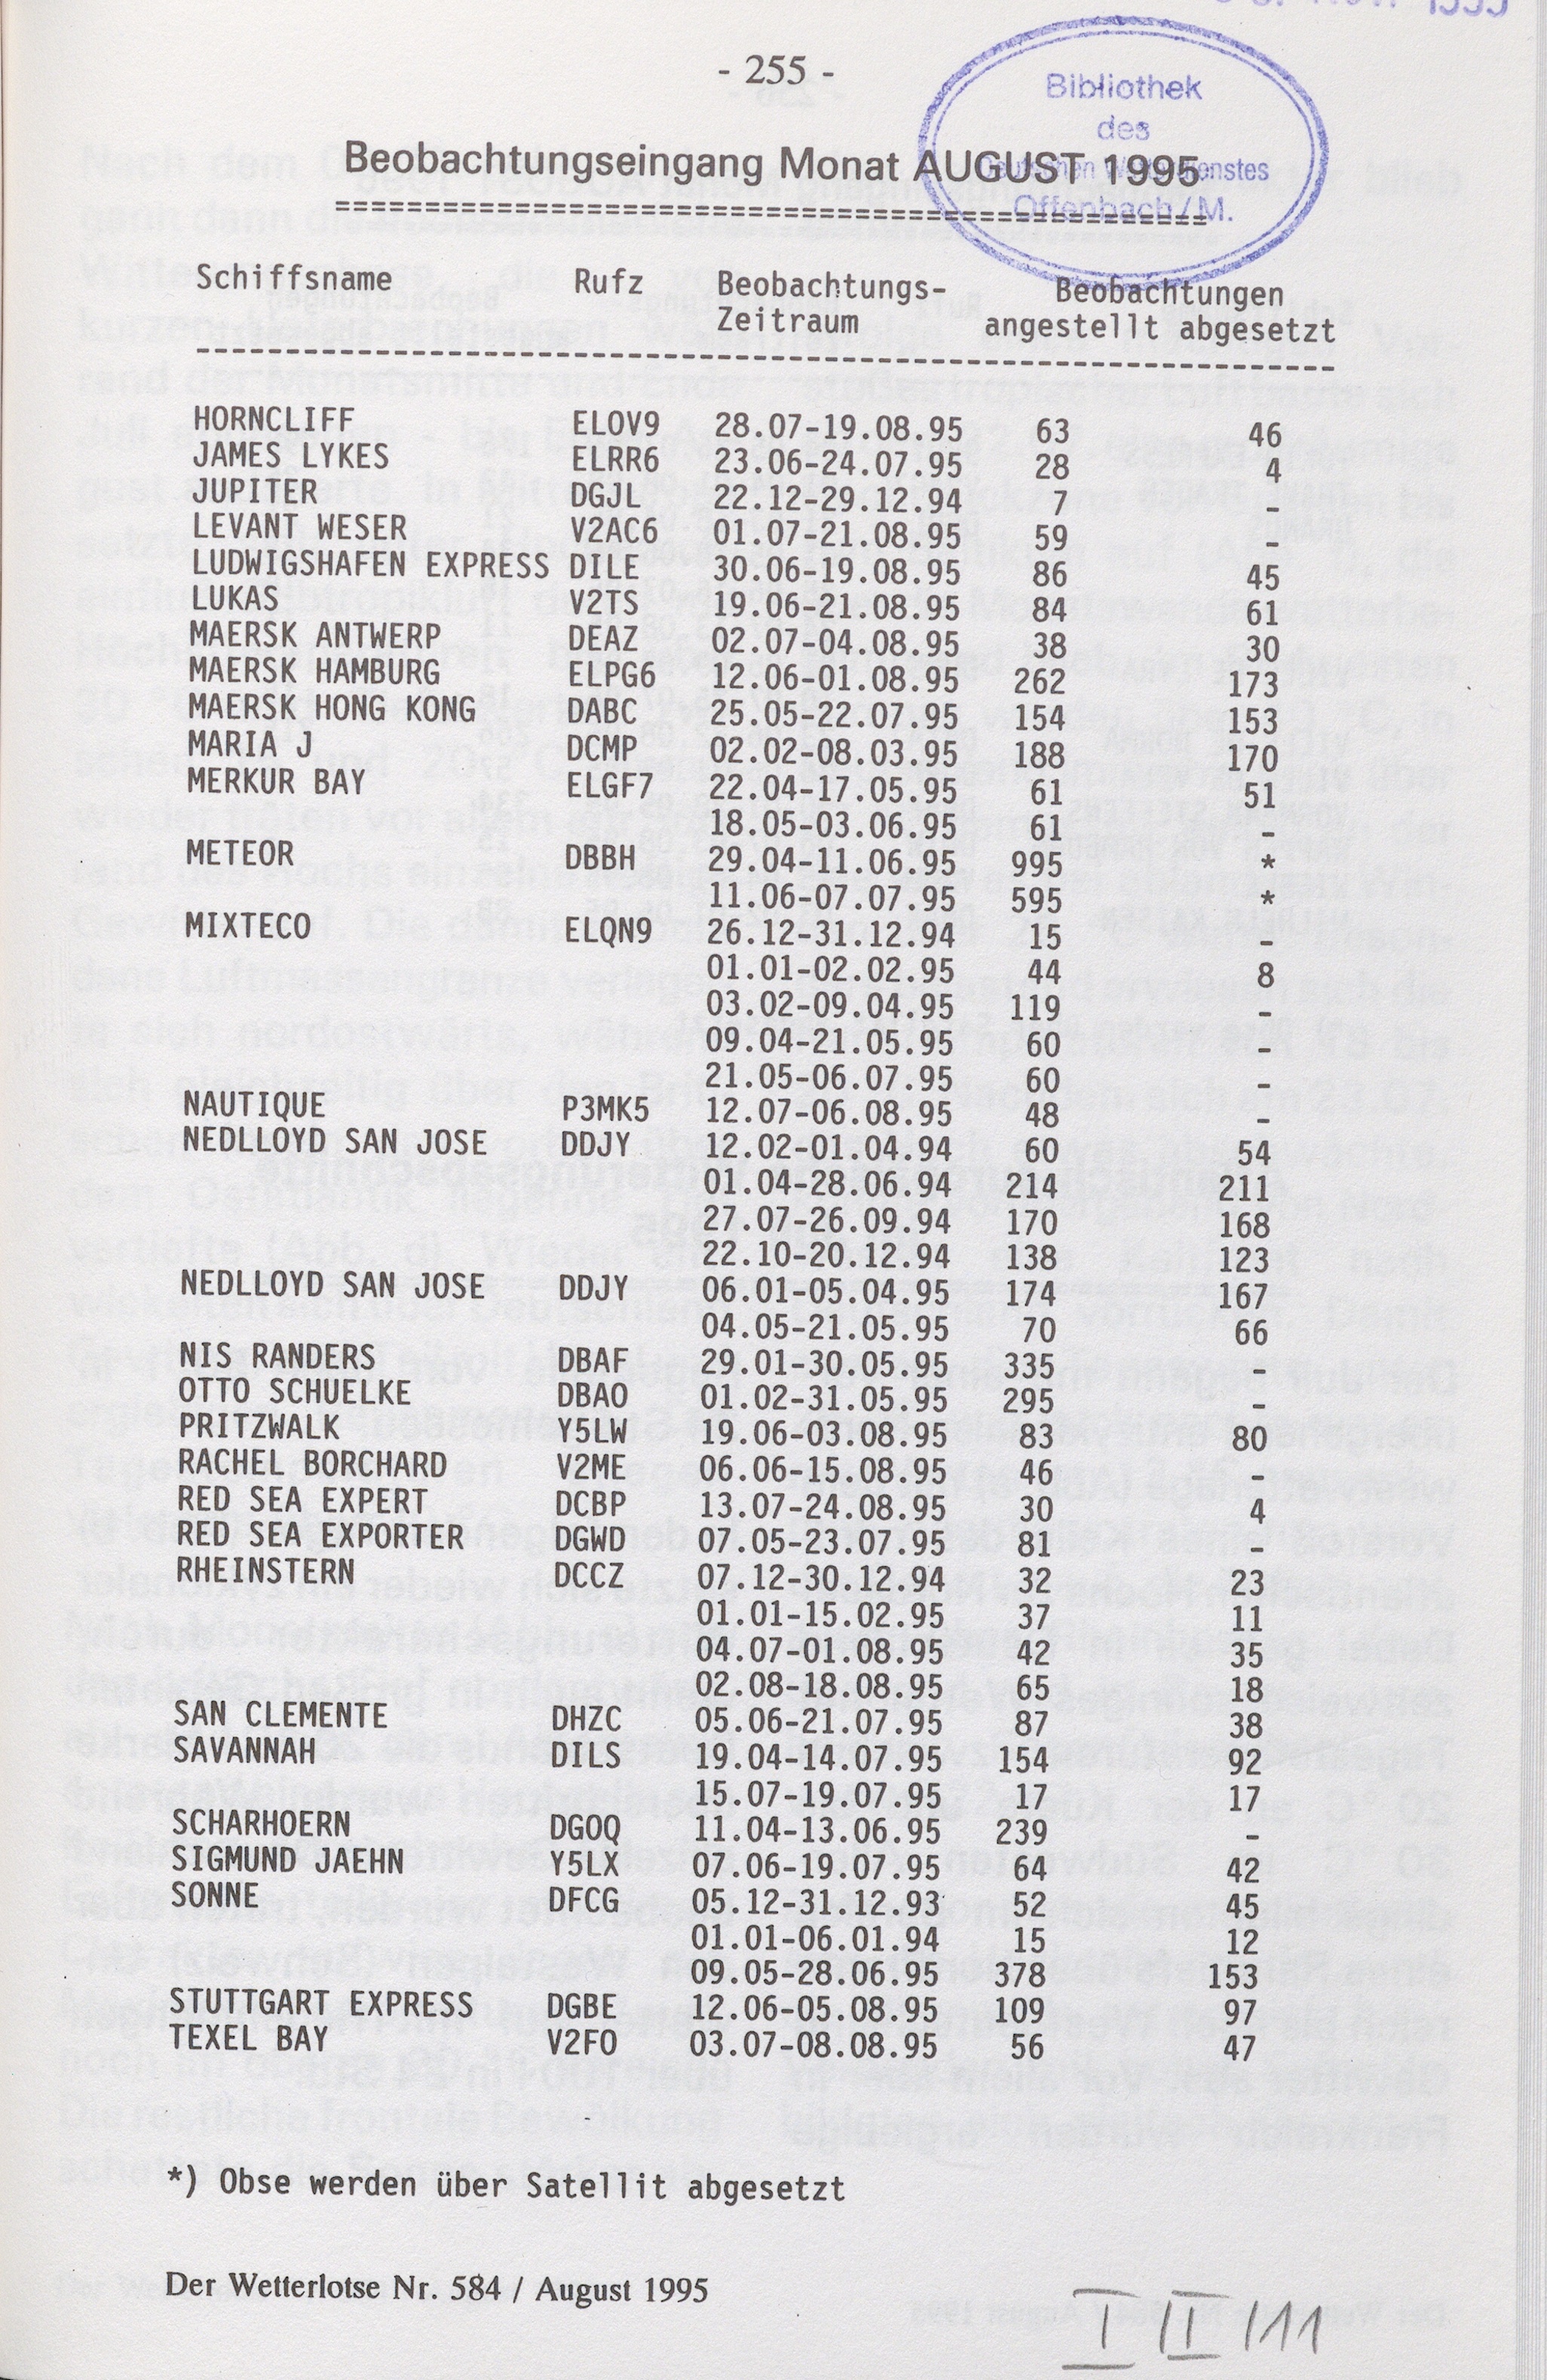 - 255 -
Bibliothek
des
Deutschen Wetterdienstes
Offenbach/M.
Beobachtungseingang Monat AUGUST 1995
=================================================
Schiffsname Rufz Beobachtungs- Beobachtungen
Zeitraum angestellt abgesetzt
HORNCLIFF ELOV9 28.07-19.08.95 63 46
JAMES LYKES ELRR6 23.06-24.07.95 28 4
JUPITER DGJL 22.12-29.12.94 7 -
LEVANT WESER V2AC6 01.07-21.08.95 59 -
LUDWIGSHAFEN EXPRESS DILE 30.06-19.08.95 86 45
LUKAS V2TS 19.06-21.08.95 84 61
MAERSK ANTWERP DEAZ 02.07-04.08.95 38 30
MAERSK HAMBURG ELPG6 12.06-01.08.95 262 173
MAERSK HONG KONG DABC 25.05-22.07.95 154 153
MARIA J DCMP 02.02-08.03.95 188 170
MERKUR BAY ELGF7 22.04-17.05.95 61 51
18.05-03.06.95 61 -
METEOR DBBH 29.04-11.06.95 995 *
11.06-07.07.95 595 *
MIXTECO ELQN9 26.12-31.12.94 15 -
01.01-02.02.95 44 8
03.02-09.04.95 119 -
09.04-21.05.95 60 -
21.05-06.07.95 60 -
NAUTIQUE P3MK5 12.07-06.08.95 48 -
NEDLLOYD SAN JOSE DDJY 12.02-01.04.94 60 54
01.04-28.06.94 214 211
27.07-26.09.94 170 168
22.10-20.12.94 138 123
NEDLLOYD SAN JOSE DDJY 06.01-05.04.95 174 167
04.05-21.05.95 70 66
NIS RANDERS DBAF 29.01-30.05.95 335 -
OTTO SCHUELKE DBAO 01.02-31.05.95 295 -
PRITZWALK Y5LW 19.06-03.08.95 83 80
RACHEL BORCHARD V2ME 06.06-15.08.95 46 -
RED SEA EXPERT DCBP 13.07-24.08.95 30 4
RED SEA EXPORTER DGWD 07.05-23.07.95 81 -
RHEINSTERN DCCZ 07.12-30.12.94 32 23
01.01-15.02.95 37 11
04.07-01.08.95 42 35
02.08-18.08.95 65 18
SAN CLEMENTE DHZC 05.06-21.07.95 87 38
SAVANNAH DILS 19.04-14.07.95 154 92
15.07-19.07.95 17 17
SCHARHOERN DGOQ 11.04-13.06.95 239 -
SIGMUND JAEHN Y5LX 07.06-19.07.95 64 42
SONNE DFCG 05.12-31.12.93 52 45
01.01-06.01.94 15 12
09.05-28.06.95 378 153
STUTTGART EXPRESS DGBE 12.06-05.08.95 109 97
TEXEL BAY V2FO 03.07-08.08.95 56 47
*) Obse werden über Satellit abgesetzt
Der Wetterlotse Nr. 584 / August 1995